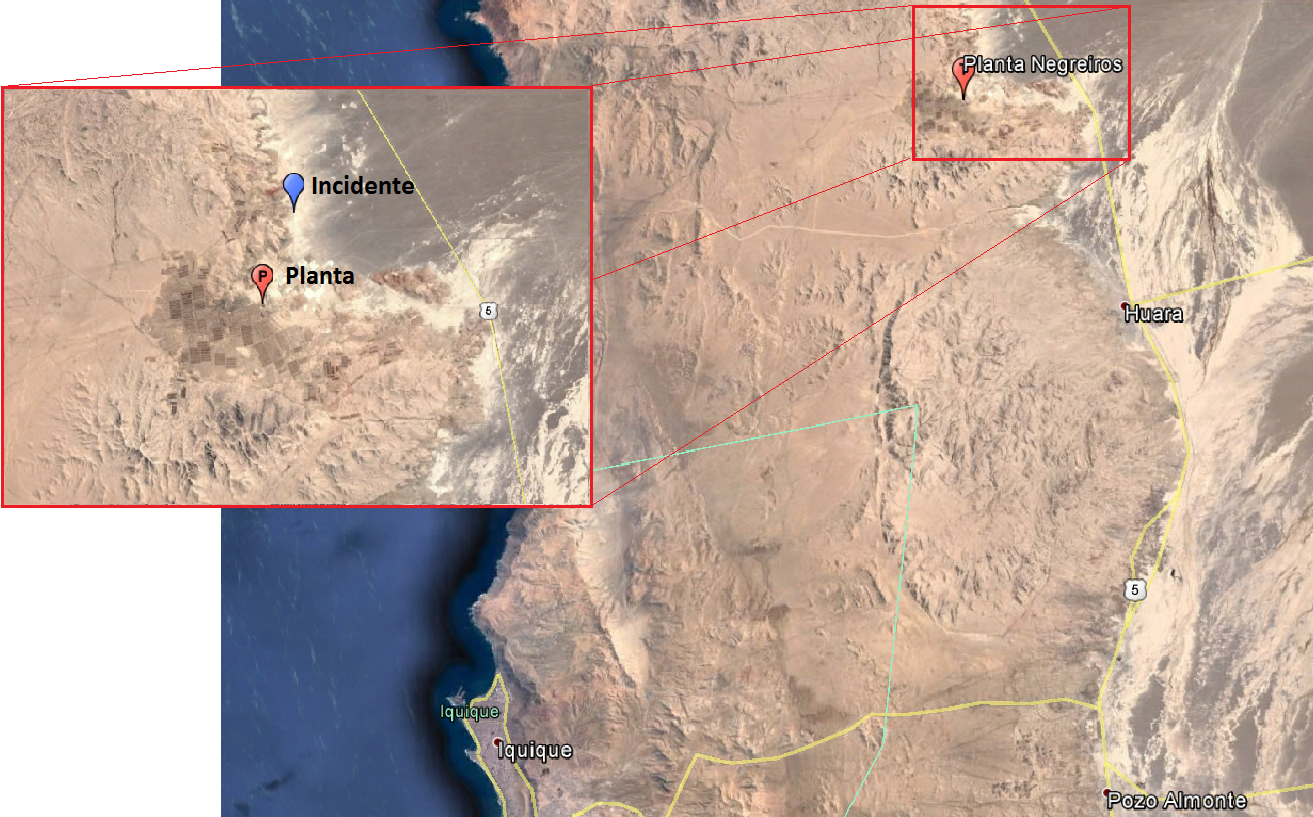 Planta Negreiros
Incidente
P
Planta
5
Huara
5
Iquique
Iquique
Pozo Almonte